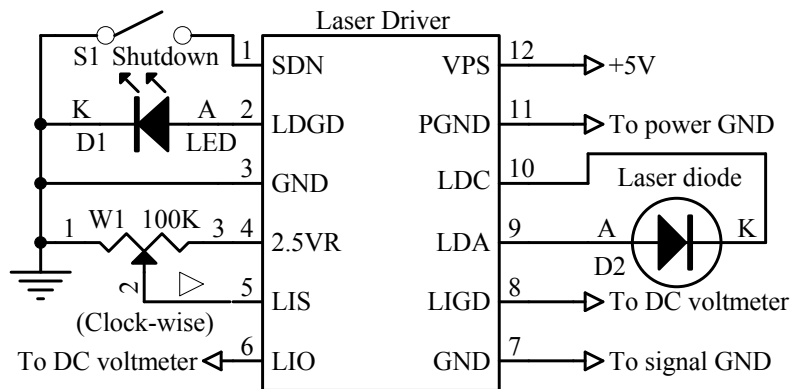 Laser Driver
S1 Shutdown
1 SDN VPS 12 +5V
K A 2 LDGD PGND 11 To power GND
D1 LED
3 GND LDC 10
Laser diode
1 W1 100K 3 4 2.5VR LDA 9 A K
D2
2 5 LIS LIGD 8 To DC voltmeter
(Clock-wise)
To DC voltmeter 6 LIO GND 7 To signal GND